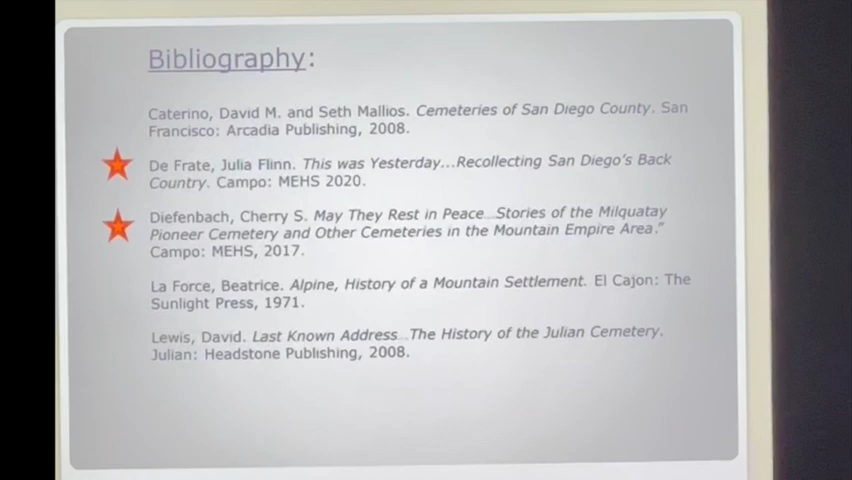 Bibliography:
Caterino, David M. and Seth Mallios. Cemeteries of San Diego County. San
Francisco: Arcadia Publishing, 2008.
De Frate, Julia Flinn. This was Yesterday...Recollecting San Diego's Back
Country. Campo: MEHS 2020.
Diefenbach, Cherry S. May They Rest in Peace...Stories of the Milquatay
Pioneer Cemetery and Other Cemeteries in the Mountain Empire Area."
Campo: MEHS, 2017.
La Force, Beatrice. Alpine, History of a Mountain Settlement. El Cajon: The
Sunlight Press, 1971.
Lewis, David. Last Known Address...The History of the Julian Cemetery.
Julian: Headstone Publishing, 2008.